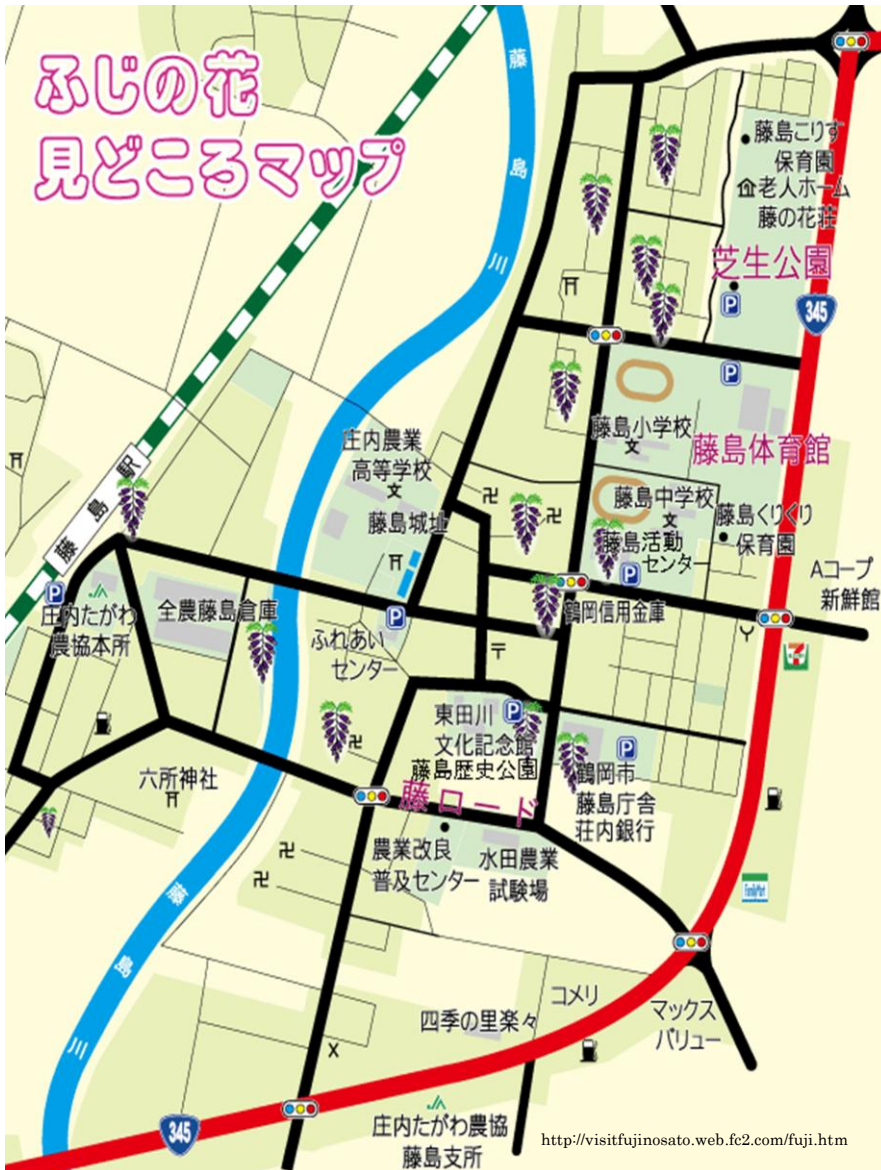 ふじの花
見どころマップ
藤島川
藤島こりす
保育園
老人ホーム
藤の花荘
芝生公園
P
345
P
藤島小学校
文
藤島体育館
庄内農業
高等学校
文
藤島城址
藤島中学校
文
藤島くりくり
保育園
藤島活動
センター
P
藤島駅
Aコープ
新鮮館
P
JA
庄内たがわ
農協本所
全農藤島倉庫
鶴岡信用金庫
P
ふれあい
センター
〒
Y
東田川
文化記念館
P
藤島歴史公園
P
鶴岡市
藤島庁舎
荘内銀行
六所神社
藤ロード
農業改良
普及センター
水田農業
試験場
FamilyMart
藤島川
コメリ
マックス
バリュー
四季の里楽々
X
345
JA
庄内たがわ農協
藤島支所
http://visitfujinosato.web.fc2.com/fuji.htm